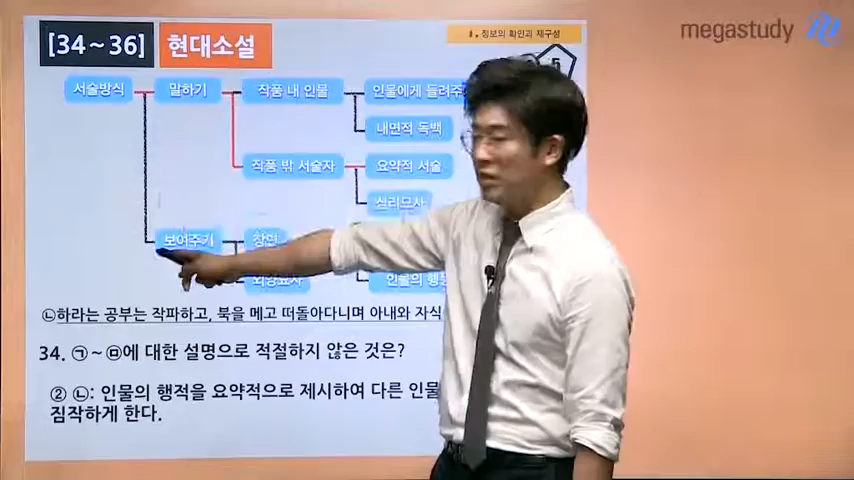 megastudy
[34~36] 현대소설
Ⅱ. 정보의 확인과 재구성
5
서술방식 말하기 작품 내 인물 인물에게 들려주
내면적 독백
작품 밖 서술자 요약적 서술
심리묘사
보여주기 장면
외양묘사 인물의 행동
㉡하라는 공부는 작파하고, 북을 메고 떠돌아다니며 아내와 자식
34. ㉠~㉤에 대한 설명으로 적절하지 않은 것은?
② ㉡: 인물의 행적을 요약적으로 제시하여 다른 인물
짐작하게 한다.